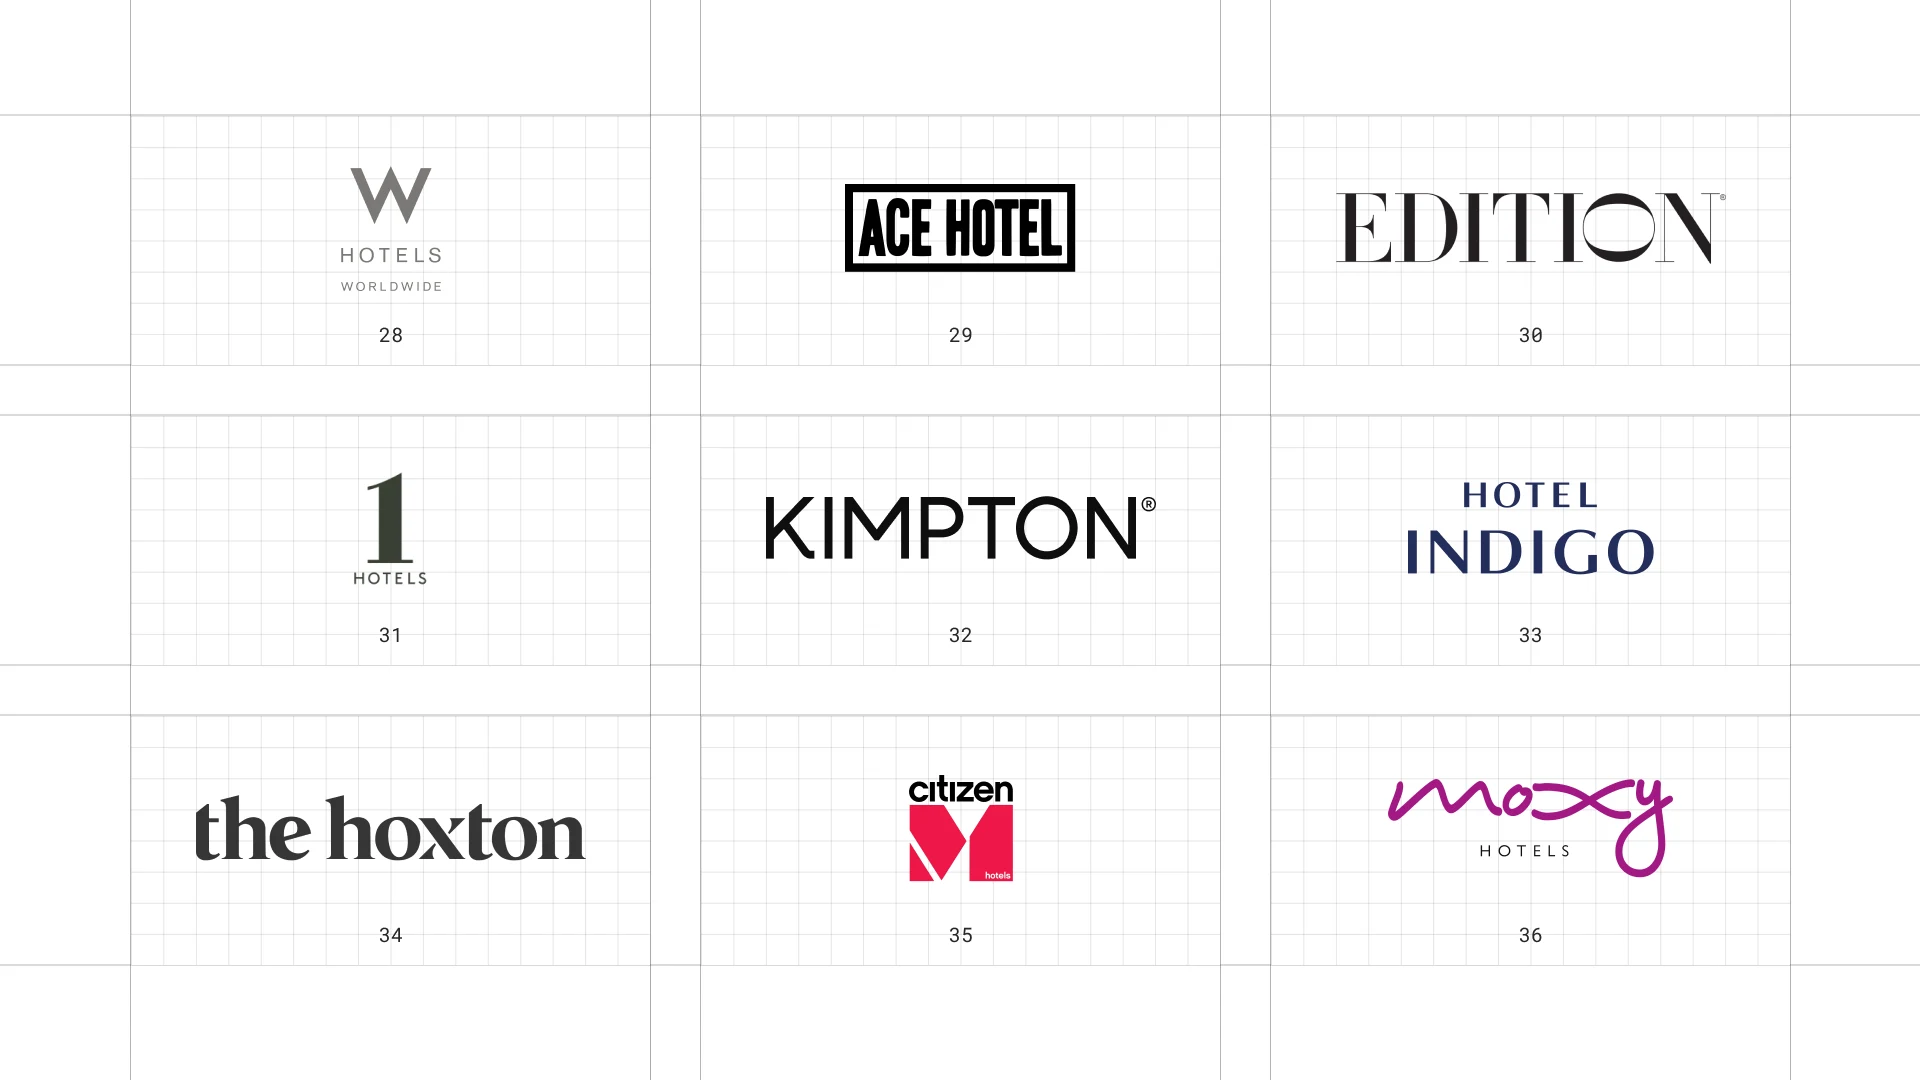 W
HOTELS
WORLDWIDE
28
ACE HOTEL
29
EDITION®
30
1
HOTELS
31
KIMPTON®
32
HOTEL
INDIGO
33
the hoxton
34
citizen
M
hotels
35
moxy
HOTELS
36